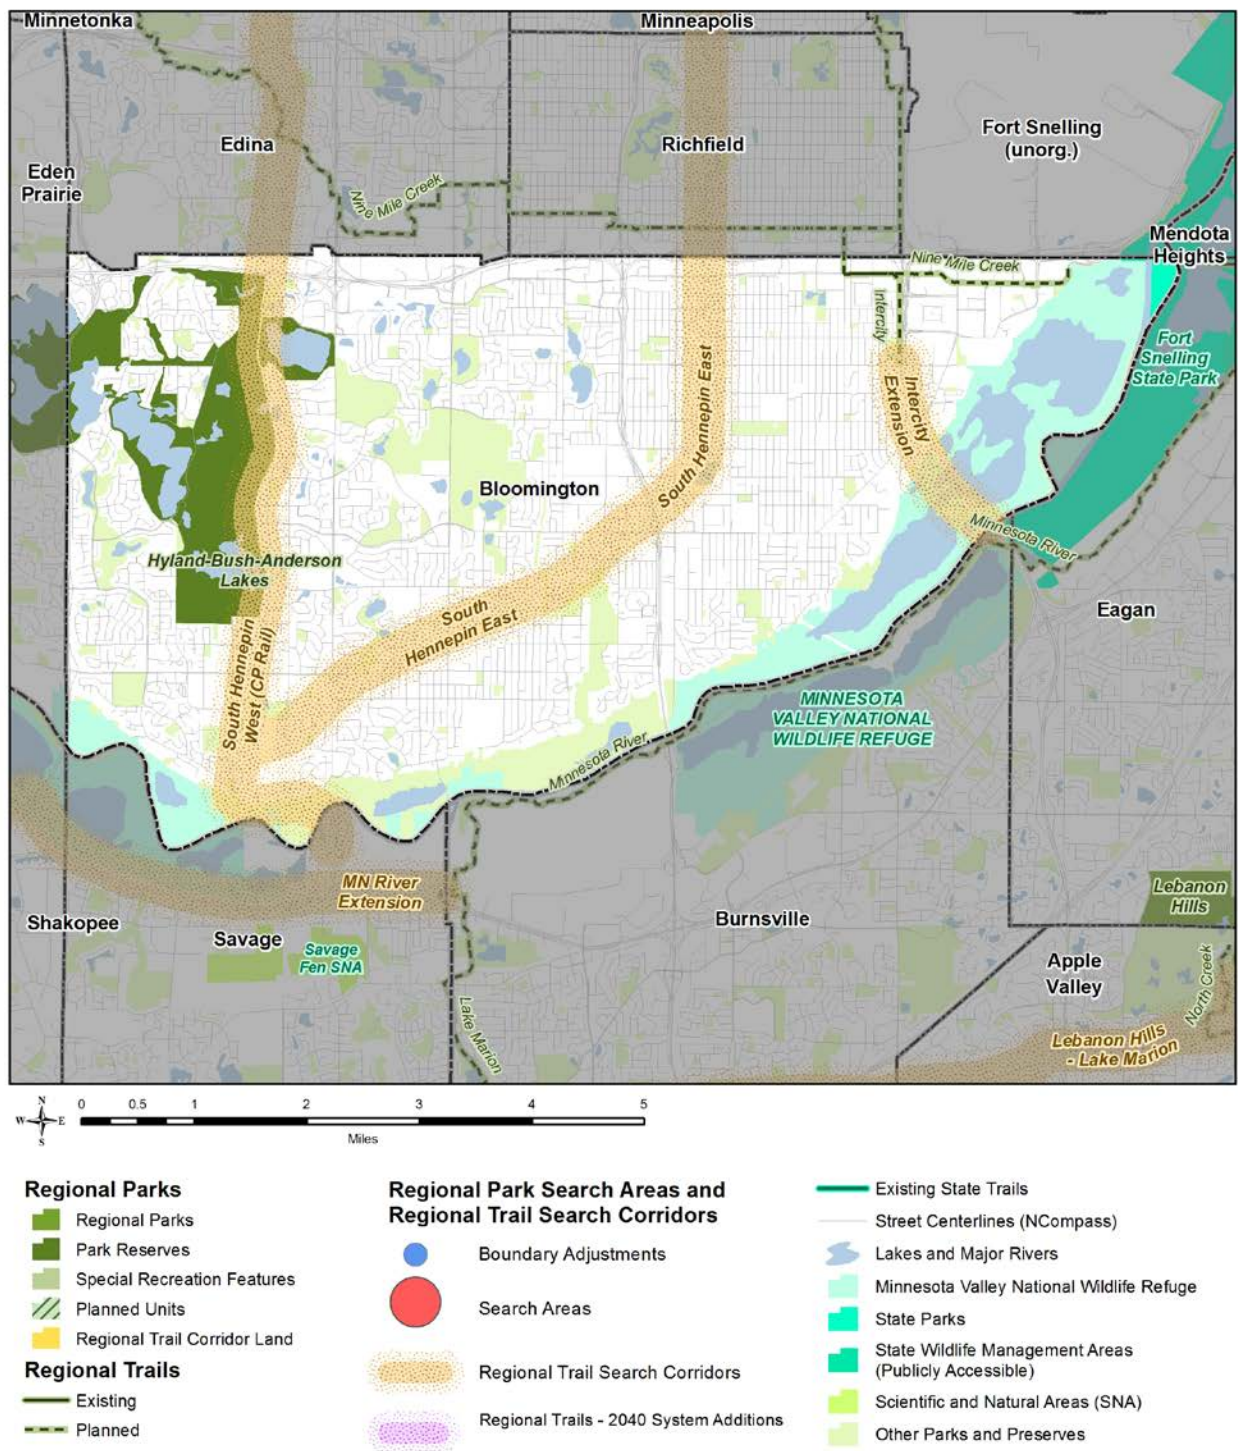 Minnetonka
Minneapolis
Edina
Richfield
Fort Snelling
(unorg.)
Eden
Prairie
Nine Mile Creek
Mendota
Heights
Nine Mile Creek
Intercity
Fort
Snelling
State Park
Intercity
Extension
South Hennepin East
Bloomington
Minnesota River
Hyland-Bush-Anderson
Lakes
South
Hennepin East
Eagan
South Hennepin
West (CP Rail)
MINNESOTA
VALLEY NATIONAL
WILDLIFE REFUGE
Minnesota River
MN River
Extension
Lebanon
Hills
Shakopee
Savage
Burnsville
Savage
Fen SNA
Apple
Valley
North Creek
Lake Marion
Lebanon Hills
- Lake Marion
N
W E
S
0 0.5 1 2 3 4 5
Miles
Regional Parks
Regional Parks
Park Reserves
Special Recreation Features
Planned Units
Regional Trail Corridor Land
Regional Trails
Existing
Planned
Regional Park Search Areas and
Regional Trail Search Corridors
Boundary Adjustments
Search Areas
Regional Trail Search Corridors
Regional Trails - 2040 System Additions
Existing State Trails
Street Centerlines (NCompass)
Lakes and Major Rivers
Minnesota Valley National Wildlife Refuge
State Parks
State Wildlife Management Areas
(Publicly Accessible)
Scientific and Natural Areas (SNA)
Other Parks and Preserves